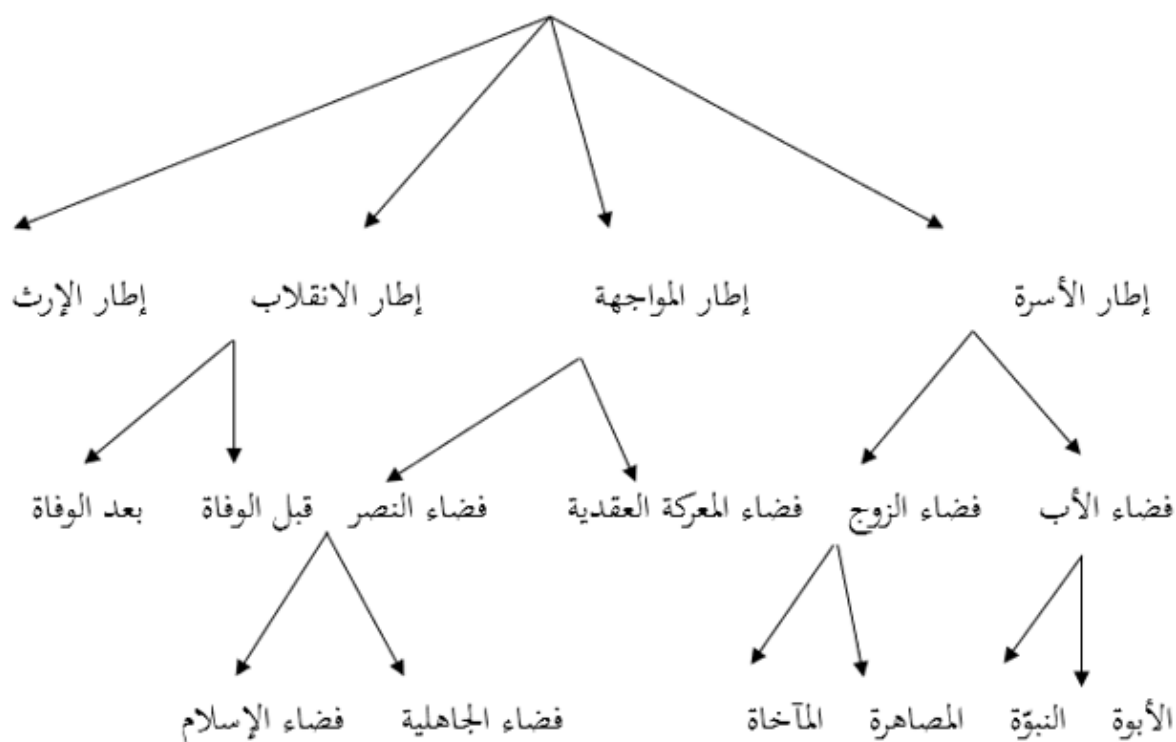 إطار الأسرة إطار المواجهة إطار الانقلاب إطار الإرث
فضاء الأب فضاء الزوج فضاء المعركة العقدية فضاء النصر قبل الوفاة بعد الوفاة
الأبوة النبوّة المصاهرة المآخاة فضاء الجاهلية فضاء الإسلام